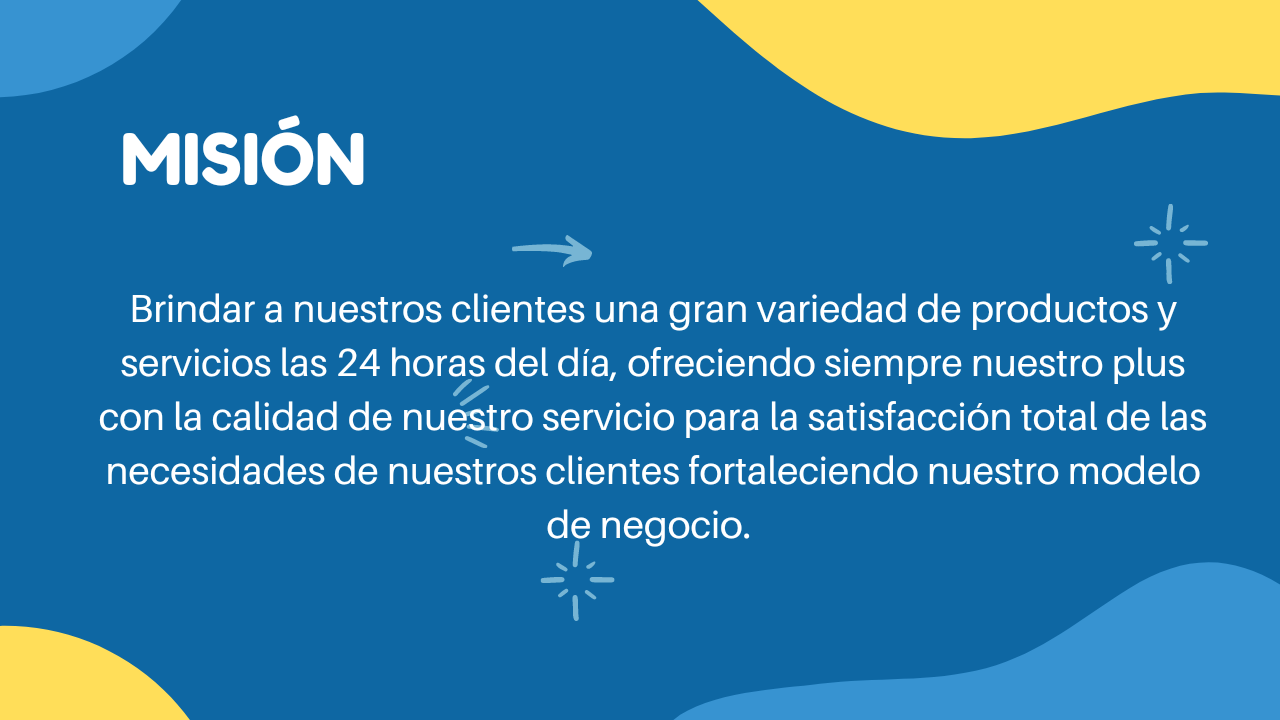 MISIÓN
Brindar a nuestros clientes una gran variedad de productos y
servicios las 24 horas del día, ofreciendo siempre nuestro plus
con la calidad de nuestro servicio para la satisfacción total de las
necesidades de nuestros clientes fortaleciendo nuestro modelo
de negocio.